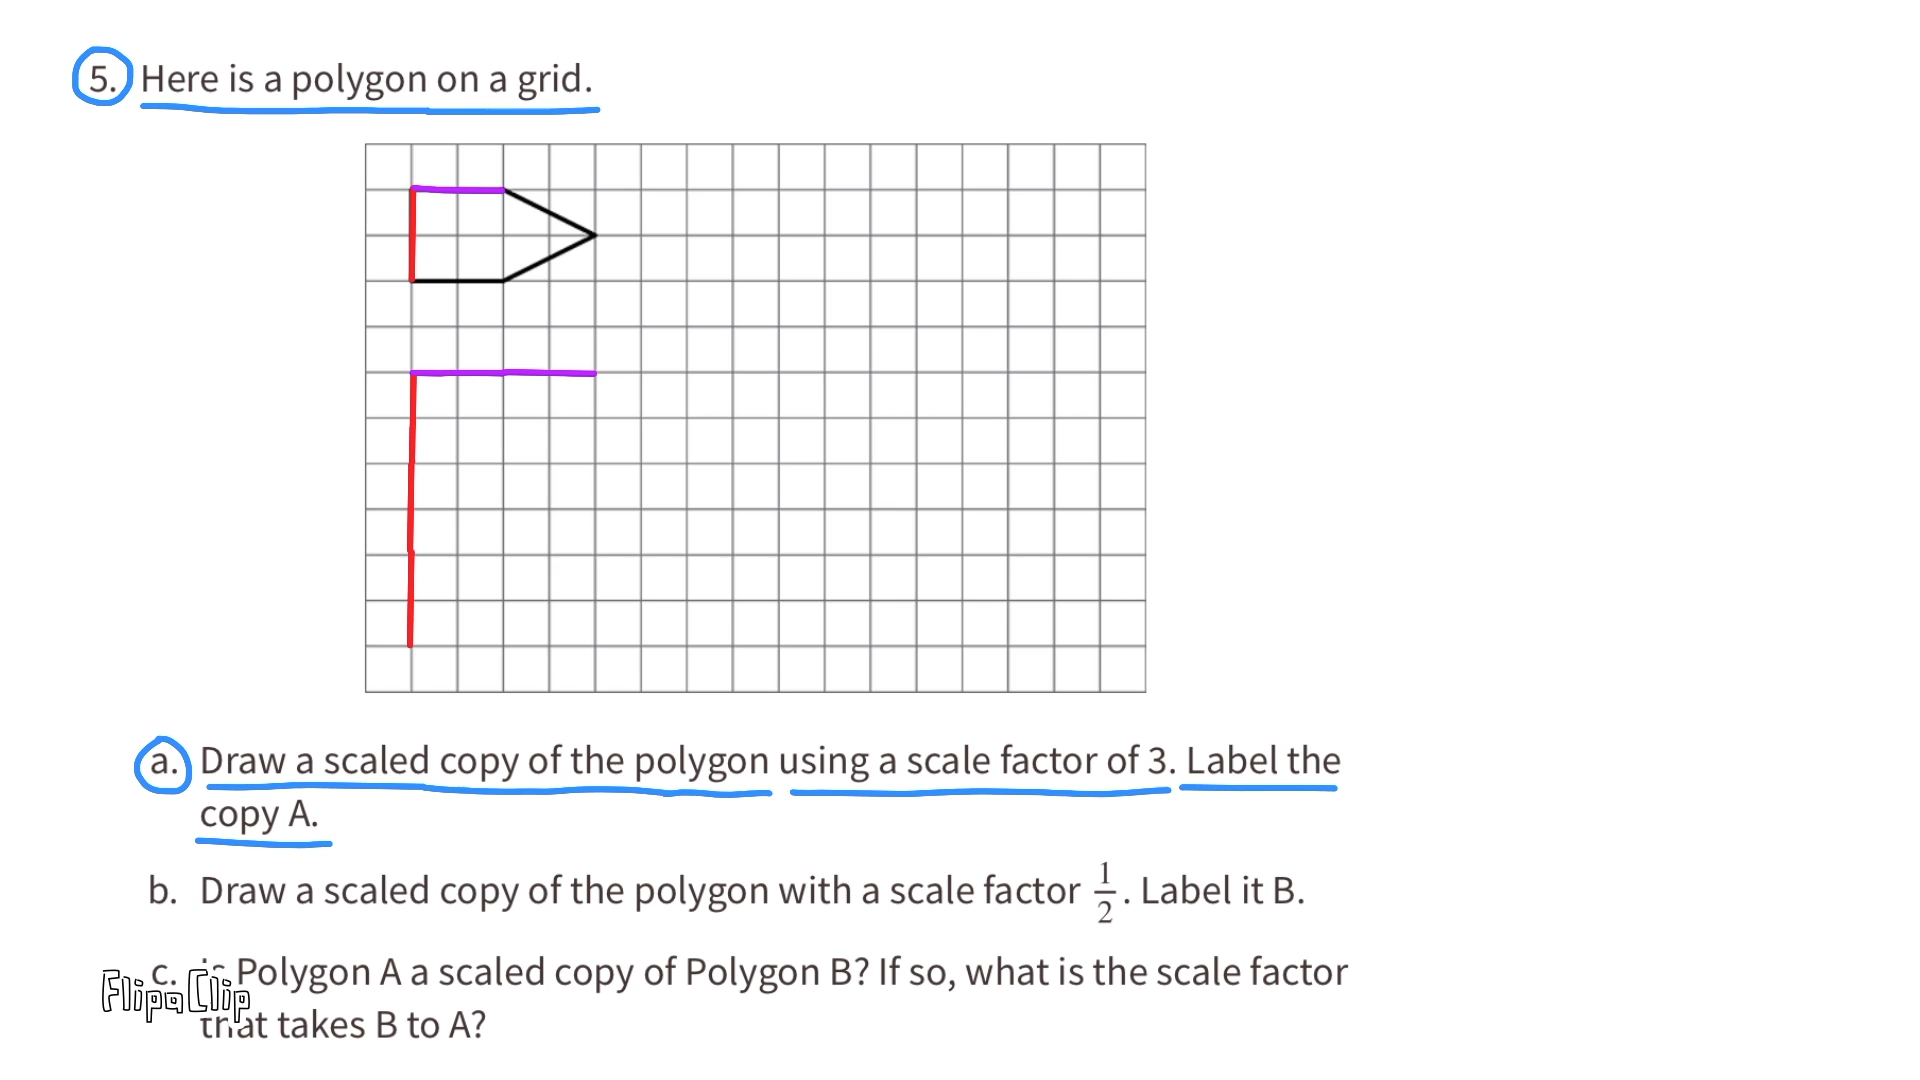 5. Here is a polygon on a grid.
a. Draw a scaled copy of the polygon using a scale factor of 3. Label the
copy A.
b. Draw a scaled copy of the polygon with a scale factor 1/2. Label it B.
c. is Polygon A a scaled copy of Polygon B? If so, what is the scale factor
that takes B to A?
FlipaClip